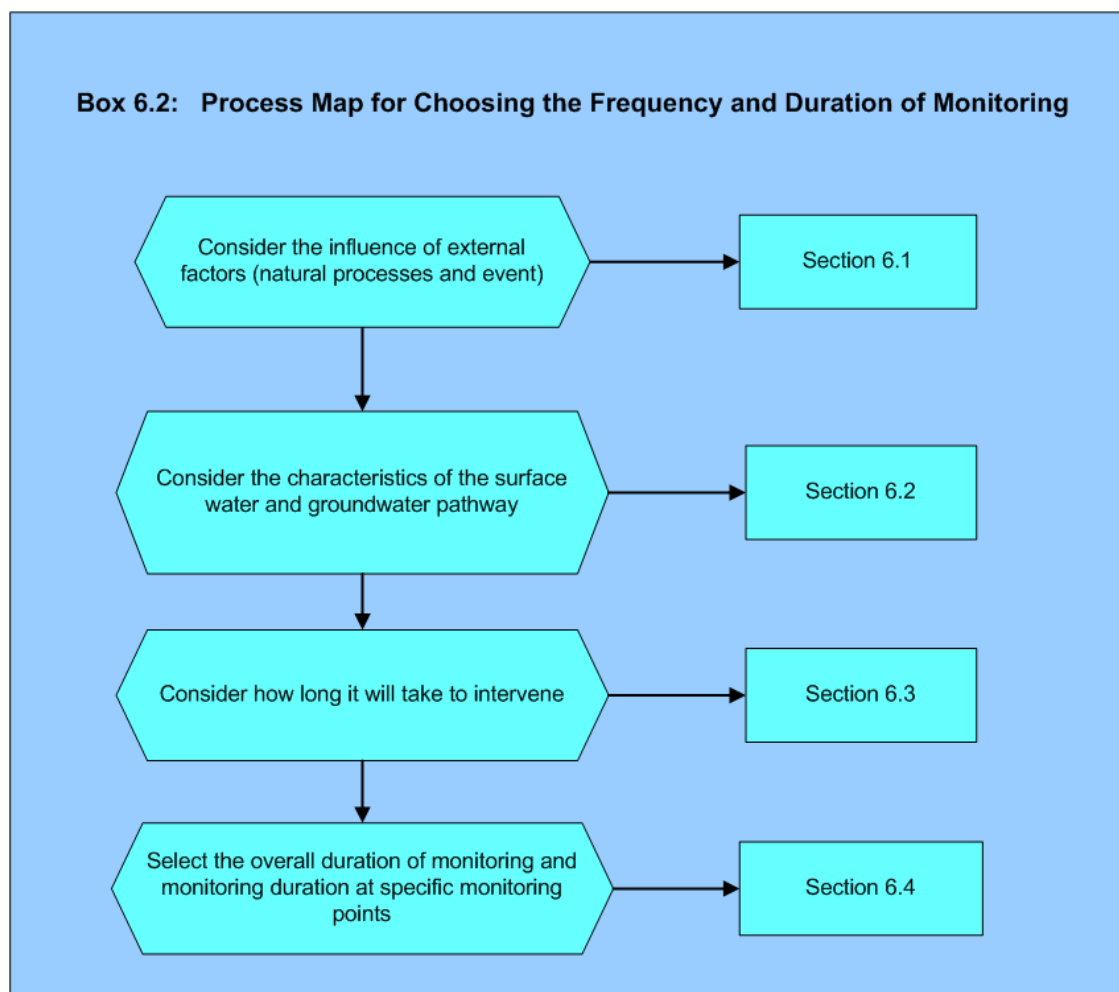 Box 6.2: Process Map for Choosing the Frequency and Duration of Monitoring
Consider the influence of external
factors (natural processes and event)
Section 6.1
Consider the characteristics of the surface
water and groundwater pathway
Section 6.2
Consider how long it will take to intervene
Section 6.3
Select the overall duration of monitoring and
monitoring duration at specific monitoring
points
Section 6.4